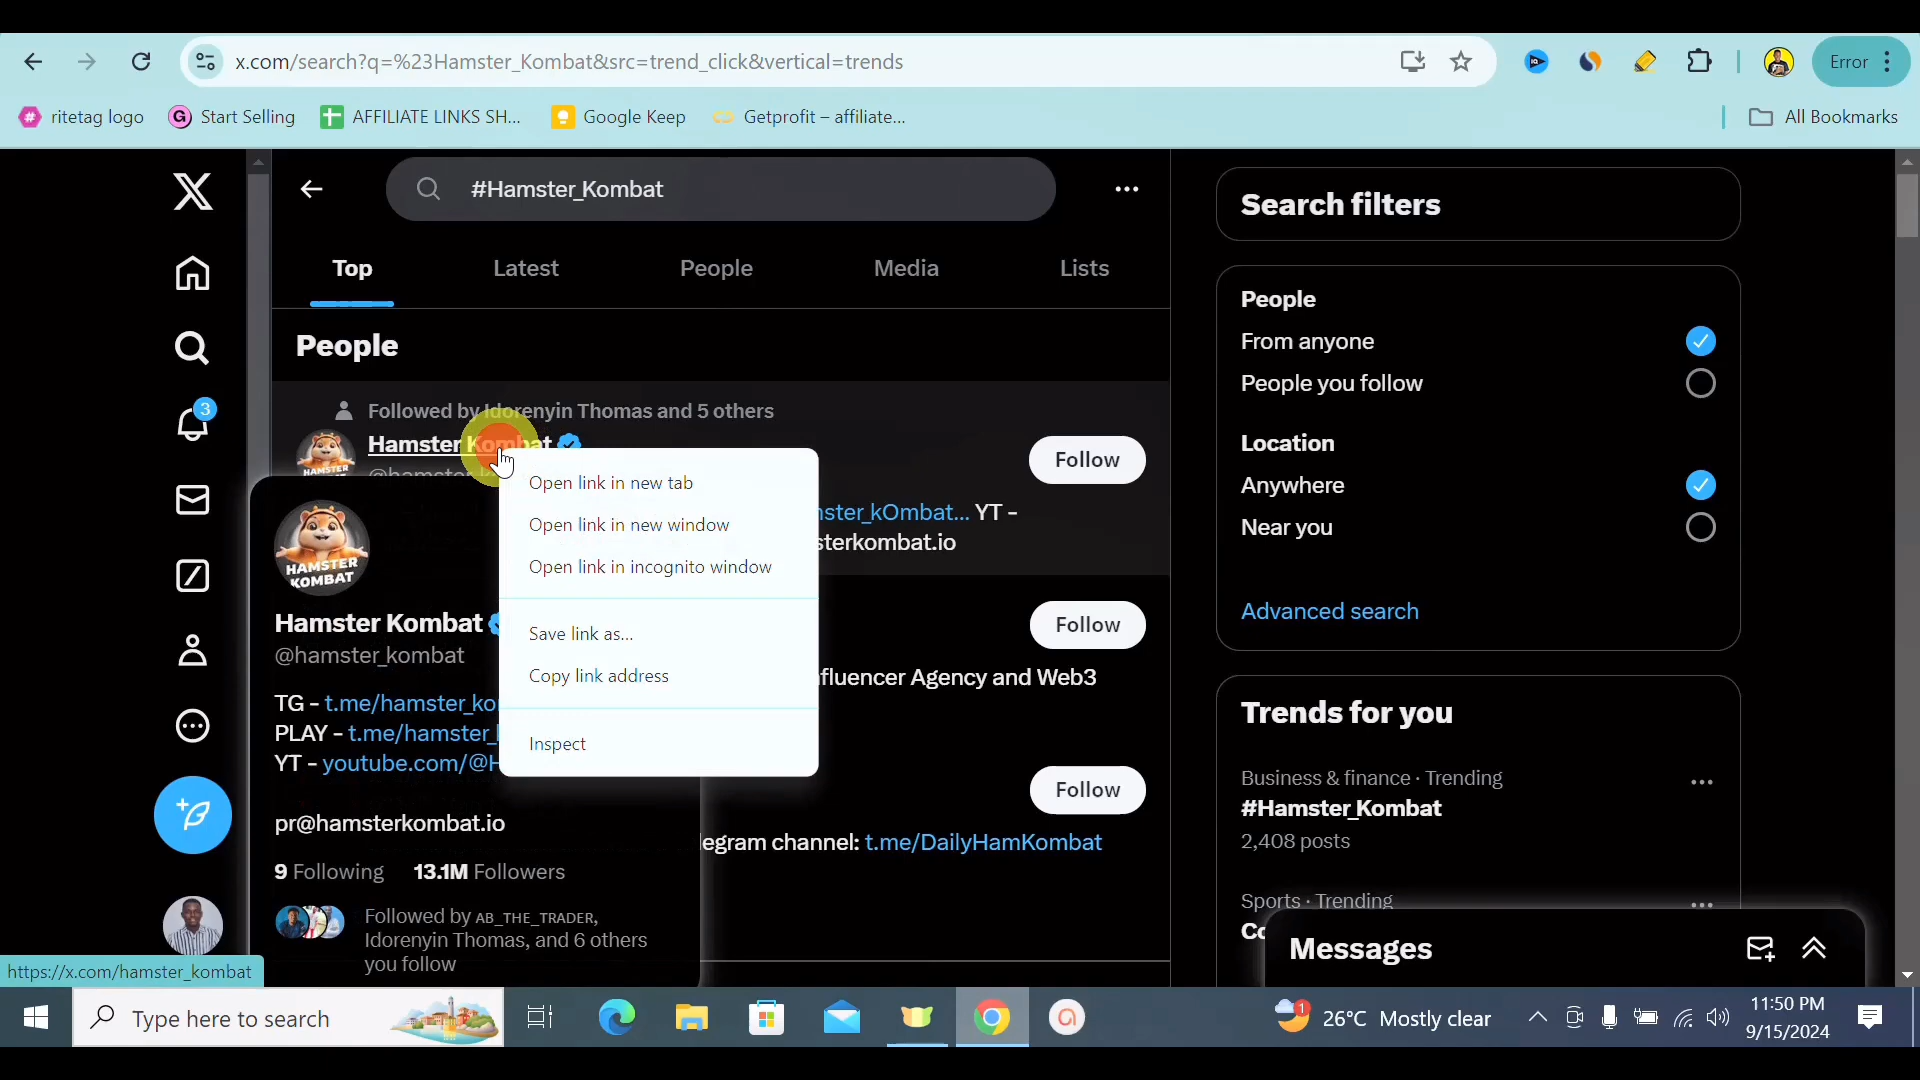 x.com/search?q=%23Hamster_Kombat&src=trend_click&vertical=trends
Error
ritetag logo
Start Selling
AFFILIATE LINKS SH...
Google Keep
Getprofit – affiliate...
All Bookmarks
#Hamster_Kombat
Top
Latest
People
Media
Lists
People
Followed by Idorenyin Thomas and 5 others
Hamster Kombat
Follow
Open link in new tab
Open link in new window
Open link in incognito window
Save link as...
Copy link address
Inspect
nster_kOmbat... YT -
sterkombat.io
Follow
fluencer Agency and Web3
Follow
legram channel: t.me/DailyHamKombat
HAMSTER
KOMBAT
Hamster Kombat
@hamster_kombat
TG - t.me/hamster_ko
PLAY - t.me/hamster_
YT - youtube.com/@H
pr@hamsterkombat.io
9 Following 13.1M Followers
Followed by AB_THE_TRADER,
Idorenyin Thomas, and 6 others
you follow
3
Search filters
People
From anyone
People you follow
Location
Anywhere
Near you
Advanced search
Trends for you
Business & finance · Trending
#Hamster_Kombat
2,408 posts
Sports · Trending
Messages
https://x.com/hamster_kombat
Type here to search
1
26°C Mostly clear
11:50 PM
9/15/2024